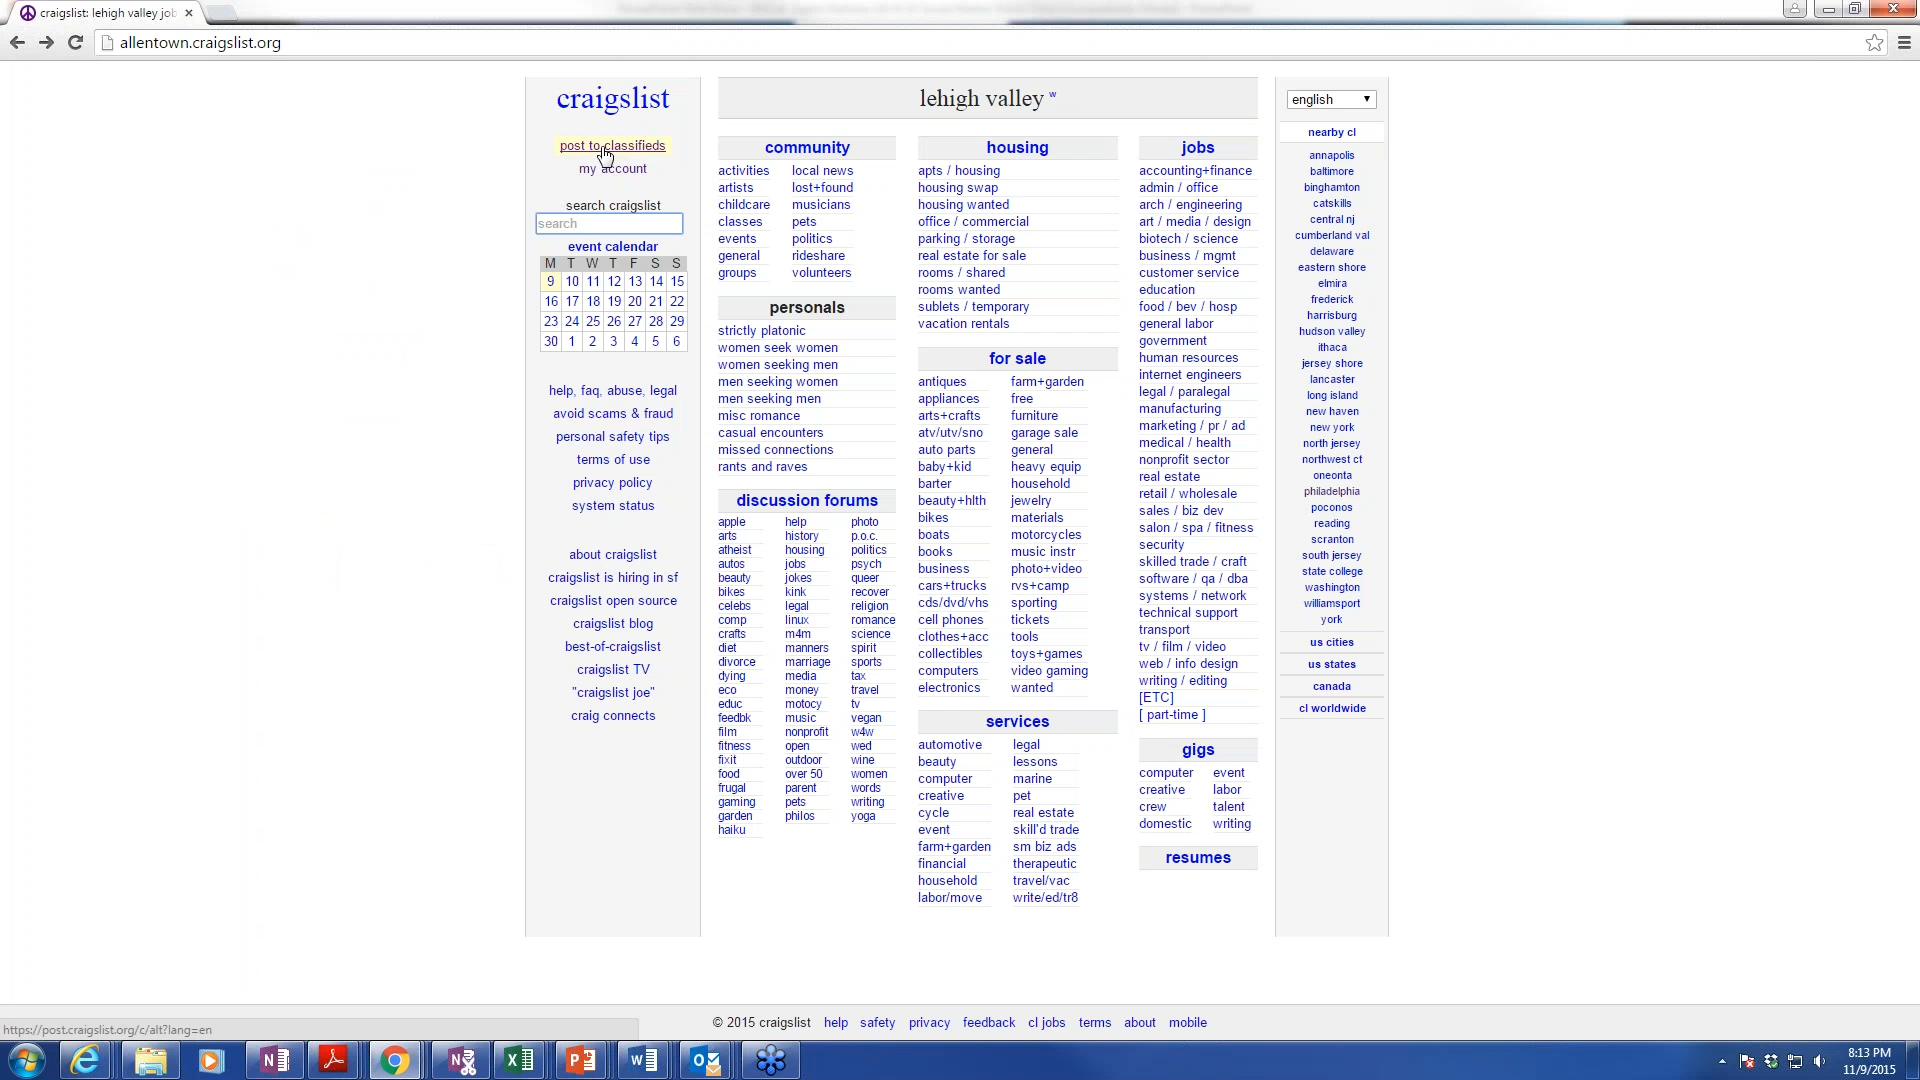 craigslist: lehigh valley job
allentown.craigslist.org
craigslist
post to classifieds
my account
search craigslist
search
event calendar
M T W T F S S
9 10 11 12 13 14 15
16 17 18 19 20 21 22
23 24 25 26 27 28 29
30 1 2 3 4 5 6
help, faq, abuse, legal
avoid scams & fraud
personal safety tips
terms of use
privacy policy
system status
about craigslist
craigslist is hiring in sf
craigslist open source
craigslist blog
best-of-craigslist
craigslist TV
"craigslist joe"
craig connects
lehigh valley w
community
activities local news
artists lost+found
childcare musicians
classes pets
events politics
general rideshare
groups volunteers
personals
strictly platonic
women seek women
women seeking men
men seeking women
men seeking men
misc romance
casual encounters
missed connections
rants and raves
discussion forums
apple help photo
arts history p.o.c.
atheist housing politics
autos jobs psych
beauty jokes queer
bikes kink recover
celebs legal religion
comp linux romance
crafts m4m science
diet manners spirit
divorce marriage sports
dying media tax
eco money travel
educ motocy tv
feedbk music vegan
film nonprofit w4w
fitness open wed
fixit outdoor wine
food over 50 women
frugal parent words
gaming pets writing
garden philos yoga
haiku
housing
apts / housing
housing swap
housing wanted
office / commercial
parking / storage
real estate for sale
rooms / shared
rooms wanted
sublets / temporary
vacation rentals
for sale
antiques farm+garden
appliances free
arts+crafts furniture
atv/utv/sno garage sale
auto parts general
baby+kid heavy equip
barter household
beauty+hlth jewelry
bikes materials
boats motorcycles
books music instr
business photo+video
cars+trucks rvs+camp
cds/dvd/vhs sporting
cell phones tickets
clothes+acc tools
collectibles toys+games
computers video gaming
electronics wanted
services
automotive legal
beauty lessons
computer marine
creative pet
cycle real estate
event skill'd trade
farm+garden sm biz ads
financial therapeutic
household travel/vac
labor/move write/ed/tr8
jobs
accounting+finance
admin / office
arch / engineering
art / media / design
biotech / science
business / mgmt
customer service
education
food / bev / hosp
general labor
government
human resources
internet engineers
legal / paralegal
manufacturing
marketing / pr / ad
medical / health
nonprofit sector
real estate
retail / wholesale
sales / biz dev
salon / spa / fitness
security
skilled trade / craft
software / qa / dba
systems / network
technical support
transport
tv / film / video
web / info design
writing / editing
[ETC]
[ part-time ]
gigs
computer event
creative labor
crew talent
domestic writing
resumes
english
nearby cl
annapolis
baltimore
binghamton
catskills
central nj
cumberland val
delaware
eastern shore
elmira
frederick
harrisburg
hudson valley
ithaca
jersey shore
lancaster
long island
new haven
new york
north jersey
northwest ct
oneonta
philadelphia
poconos
reading
scranton
south jersey
state college
washington
williamsport
york
us cities
us states
canada
cl worldwide
© 2015 craigslist help safety privacy feedback cl jobs terms about mobile
https://post.craigslist.org/c/alt?lang=en
8:13 PM
11/9/2015